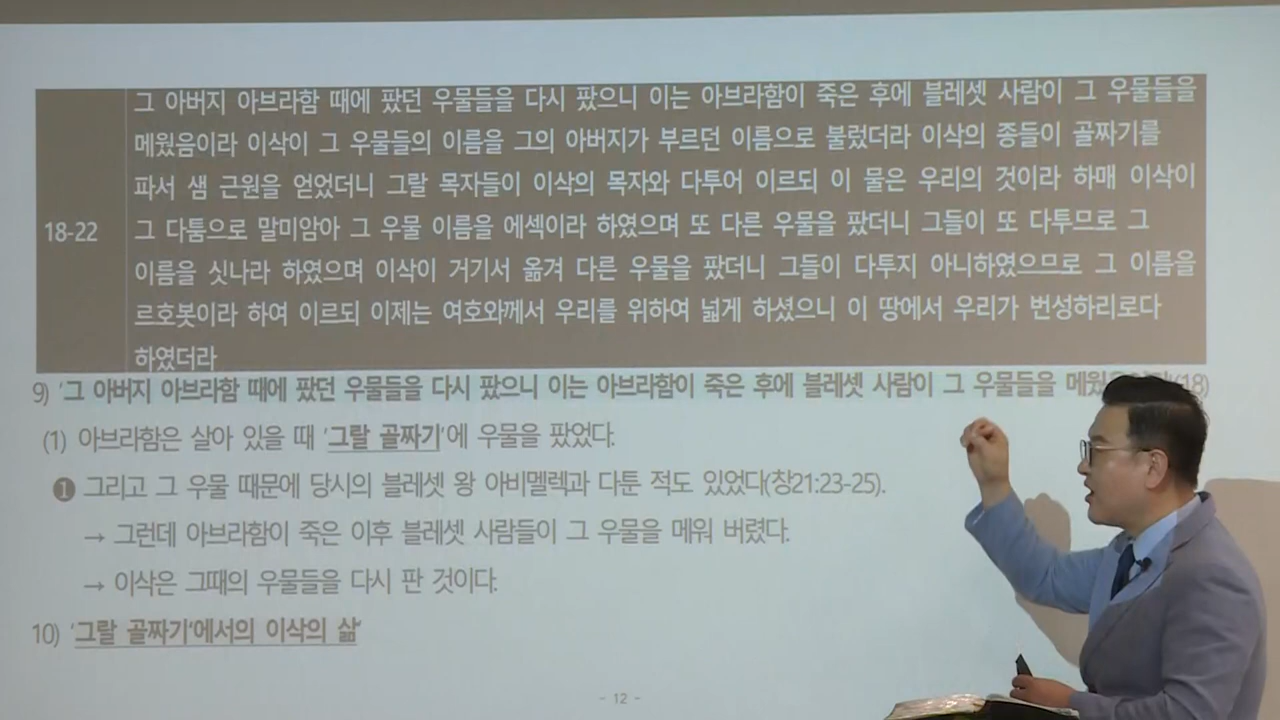 그 아버지 아브라함 때에 팠던 우물들을 다시 팠으니 이는 아브라함이 죽은 후에 블레셋 사람이 그 우물들을
메웠음이라 이삭이 그 우물들의 이름을 그의 아버지가 부르던 이름으로 불렀더라 이삭의 종들이 골짜기를
파서 샘 근원을 얻었더니 그랄 목자들이 이삭의 목자와 다투어 이르되 이 물은 우리의 것이라 하매 이삭이
18-22 그 다툼으로 말미암아 그 우물 이름을 에섹이라 하였으며 또 다른 우물을 팠더니 그들이 또 다투므로 그
이름을 싯나라 하였으며 이삭이 거기서 옮겨 다른 우물을 팠더니 그들이 다투지 아니하였으므로 그 이름을
르호봇이라 하여 이르되 이제는 여호와께서 우리를 위하여 넓게 하셨으니 이 땅에서 우리가 번성하리로다
하였더라
9) '그 아버지 아브라함 때에 팠던 우물들을 다시 팠으니 이는 아브라함이 죽은 후에 블레셋 사람이 그 우물들을 (18)
(1) 아브라함은 살아 있을 때 '그랄 골짜기'에 우물을 팠었다.
❶ 그리고 그 우물 때문에 당시의 블레셋 왕 아비멜렉과 다툰 적도 있었다(창21:23-25).
→ 그런데 아브라함이 죽은 이후 블레셋 사람들이 그 우물을 메워 버렸다.
→ 이삭은 그때의 우물들을 다시 판 것이다.
10) '그랄 골짜기'에서의 이삭의 삶'
- 12 -